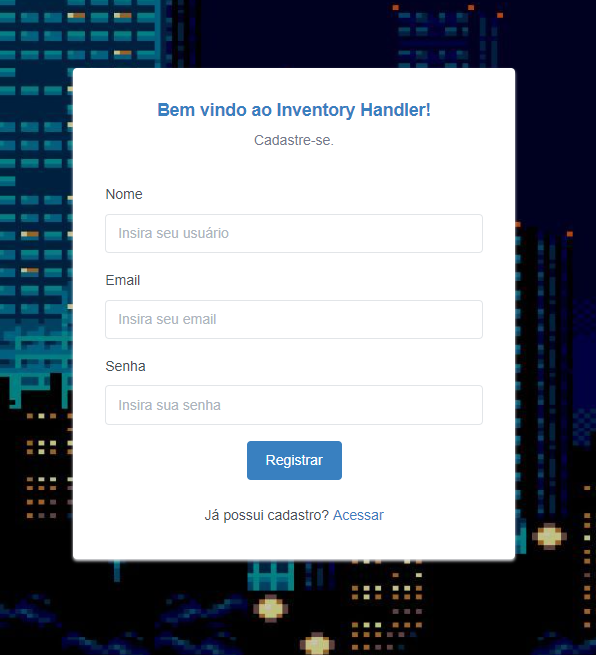 Bem vindo ao Inventory Handler!
Cadastre-se.
Nome
Insira seu usuário
Email
Insira seu email
Senha
Insira sua senha
Registrar
Já possui cadastro? Acessar